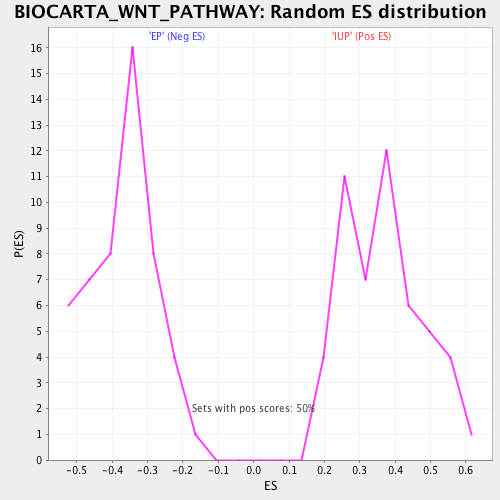 BIOCARTA_WNT_PATHWAY: Random ES distribution
'EP' (Neg ES) 'IUP' (Pos ES)
16
15
14
13
12
11
10
9
8
7
6
5
4
3
2
1
0
P(ES)
Sets with pos scores: 50%
-0.5 -0.4 -0.3 -0.2 -0.1 0.0 0.1 0.2 0.3 0.4 0.5 0.6
ES